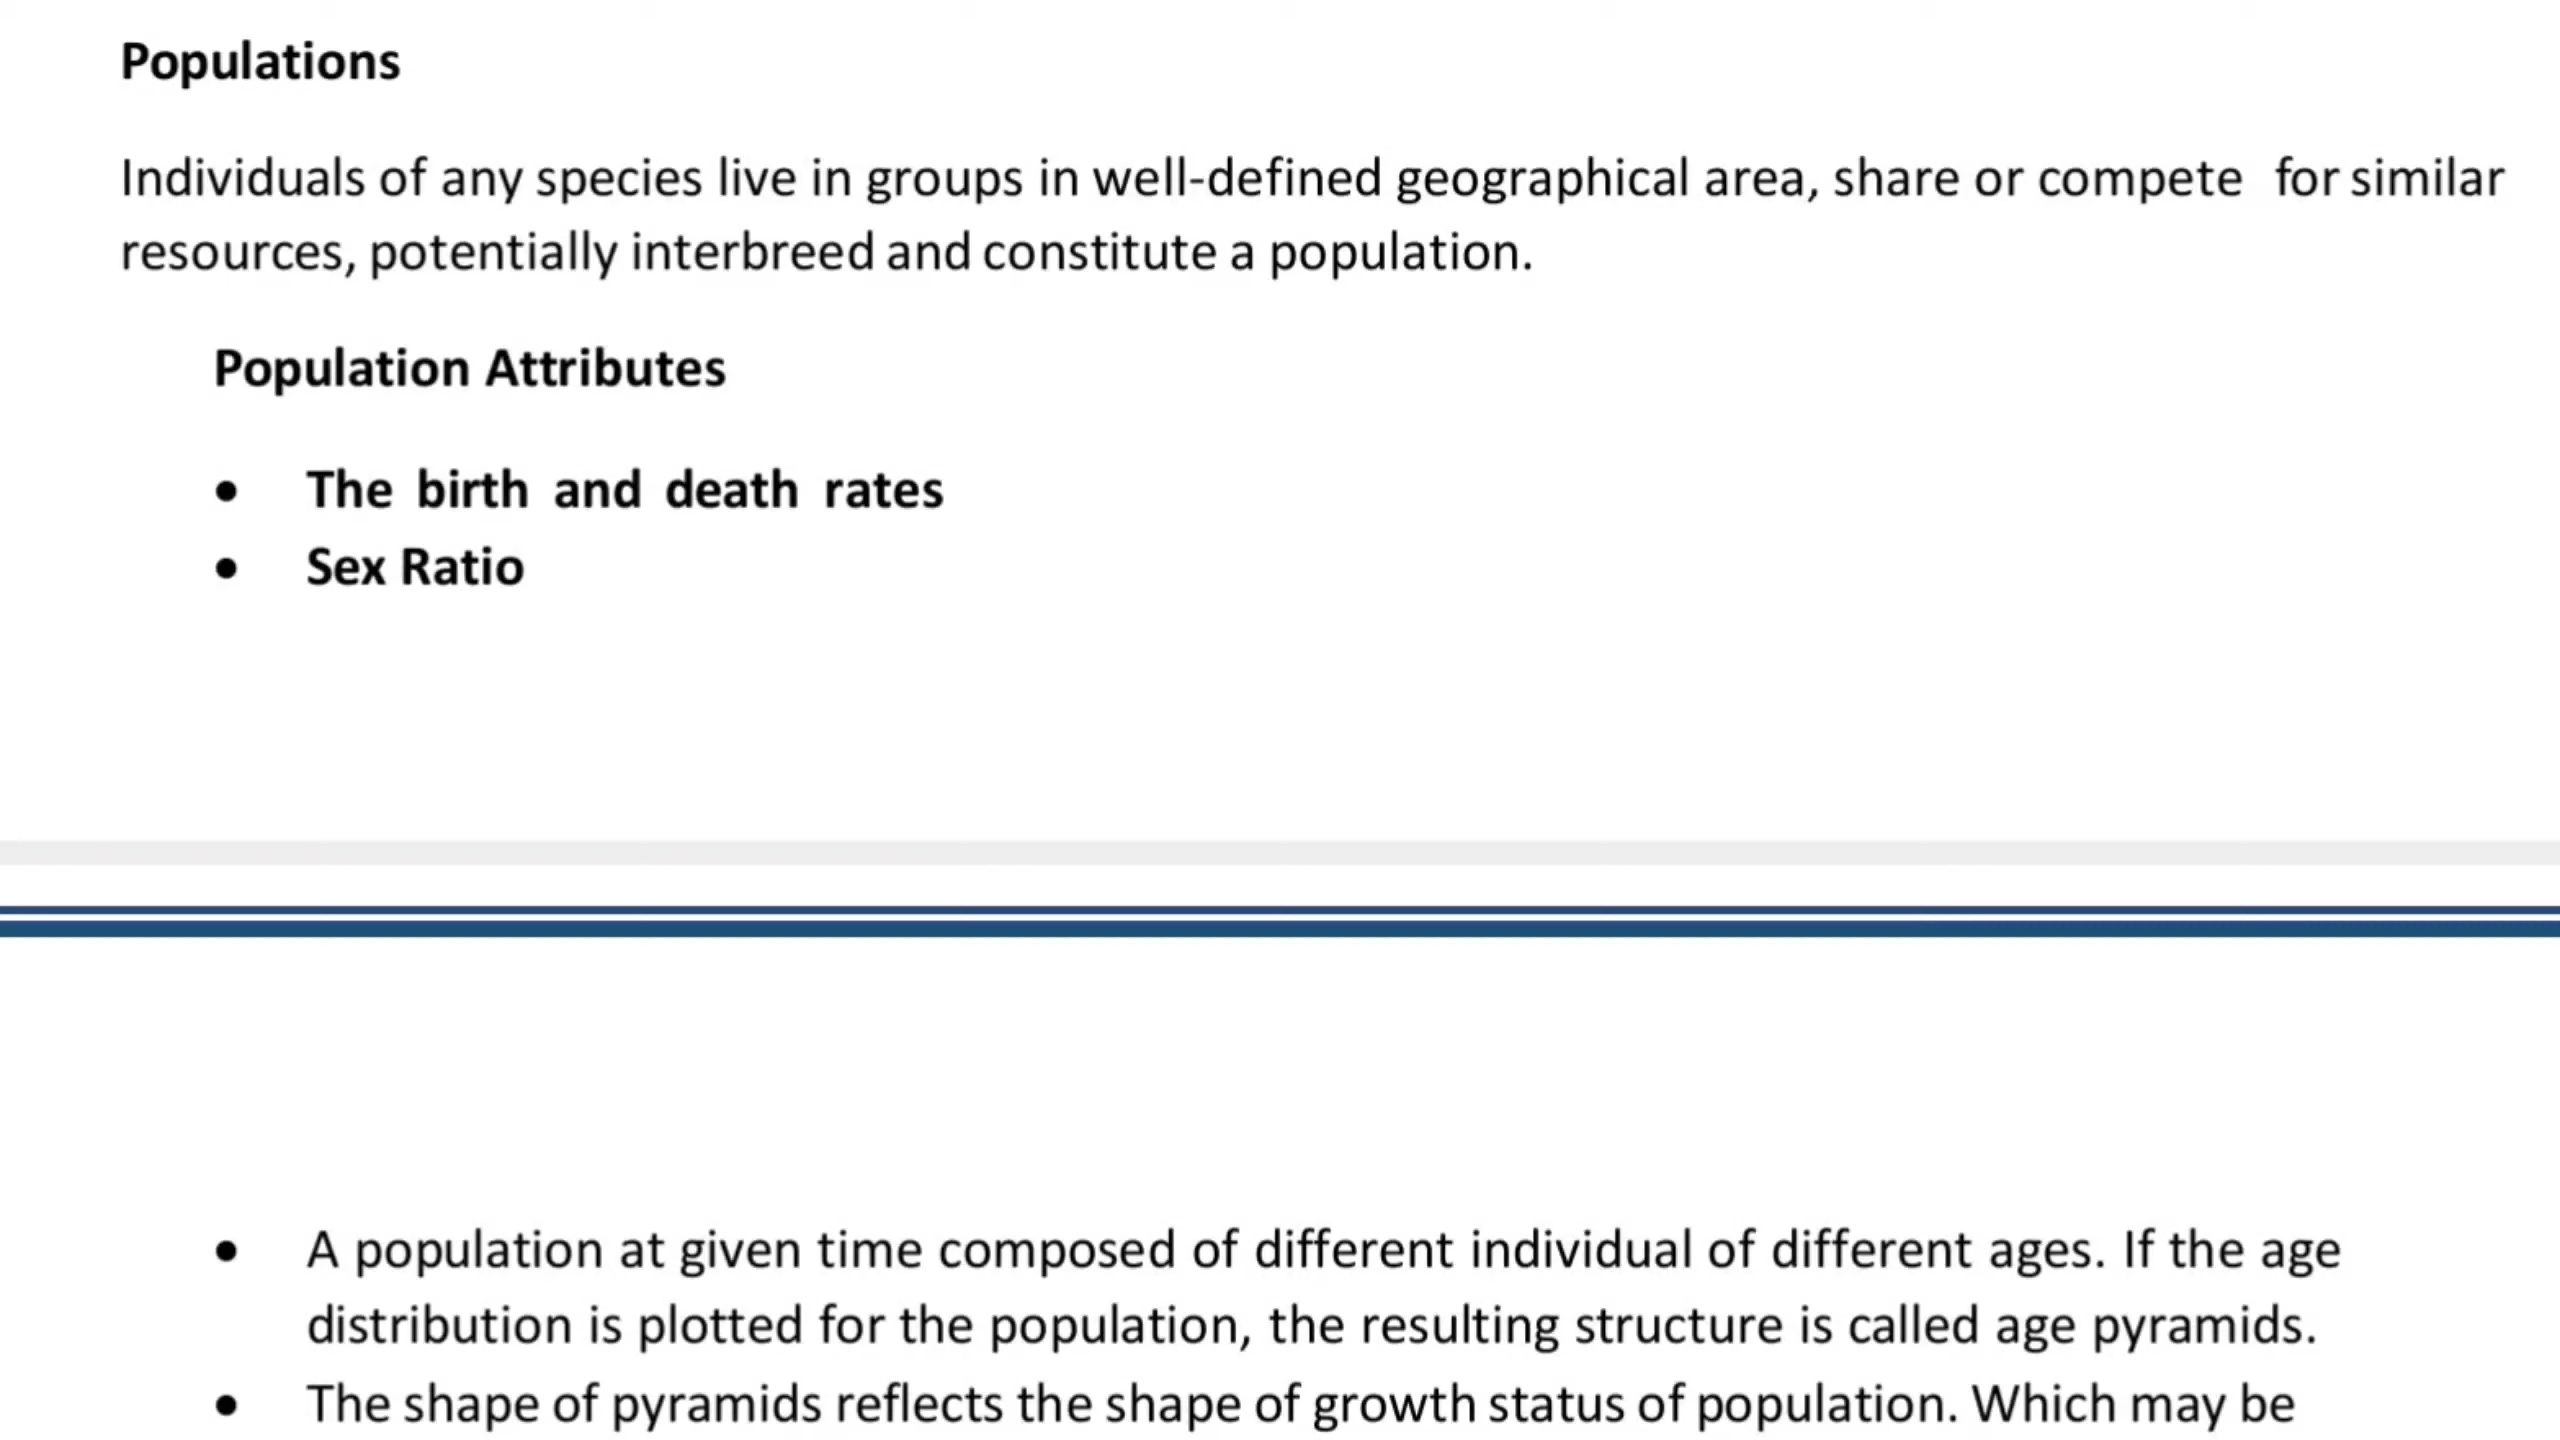 Populations
Individuals of any species live in groups in well-defined geographical area, share or compete for similar
resources, potentially interbreed and constitute a population.
Population Attributes
• The birth and death rates
• Sex Ratio
• A population at given time composed of different individual of different ages. If the age
distribution is plotted for the population, the resulting structure is called age pyramids.
• The shape of pyramids reflects the shape of growth status of population. Which may be